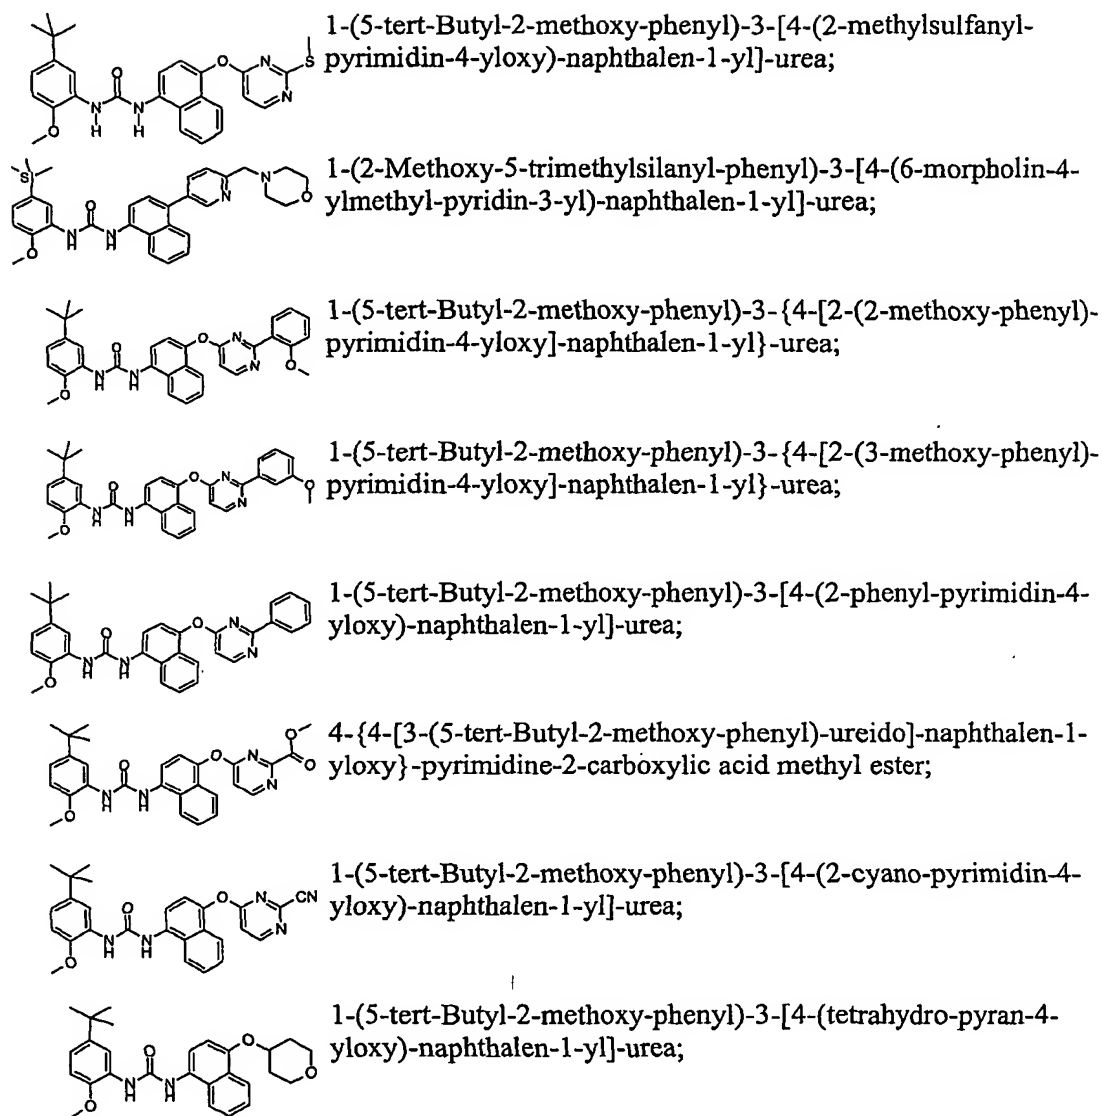 1-(5-tert-Butyl-2-methoxy-phenyl)-3-[4-(2-methylsulfanyl-
pyrimidin-4-yloxy)-naphthalen-1-yl]-urea;
1-(2-Methoxy-5-trimethylsilanyl-phenyl)-3-[4-(6-morpholin-4-
ylmethyl-pyridin-3-yl)-naphthalen-1-yl]-urea;
1-(5-tert-Butyl-2-methoxy-phenyl)-3-{4-[2-(2-methoxy-phenyl)-
pyrimidin-4-yloxy]-naphthalen-1-yl}-urea;
1-(5-tert-Butyl-2-methoxy-phenyl)-3-{4-[2-(3-methoxy-phenyl)-
pyrimidin-4-yloxy]-naphthalen-1-yl}-urea;
1-(5-tert-Butyl-2-methoxy-phenyl)-3-[4-(2-phenyl-pyrimidin-4-
yloxy)-naphthalen-1-yl]-urea;
4-{4-[3-(5-tert-Butyl-2-methoxy-phenyl)-ureido]-naphthalen-1-
yloxy}-pyrimidine-2-carboxylic acid methyl ester;
1-(5-tert-Butyl-2-methoxy-phenyl)-3-[4-(2-cyano-pyrimidin-4-
yloxy)-naphthalen-1-yl]-urea;
1-(5-tert-Butyl-2-methoxy-phenyl)-3-[4-(tetrahydro-pyran-4-
yloxy)-naphthalen-1-yl]-urea;